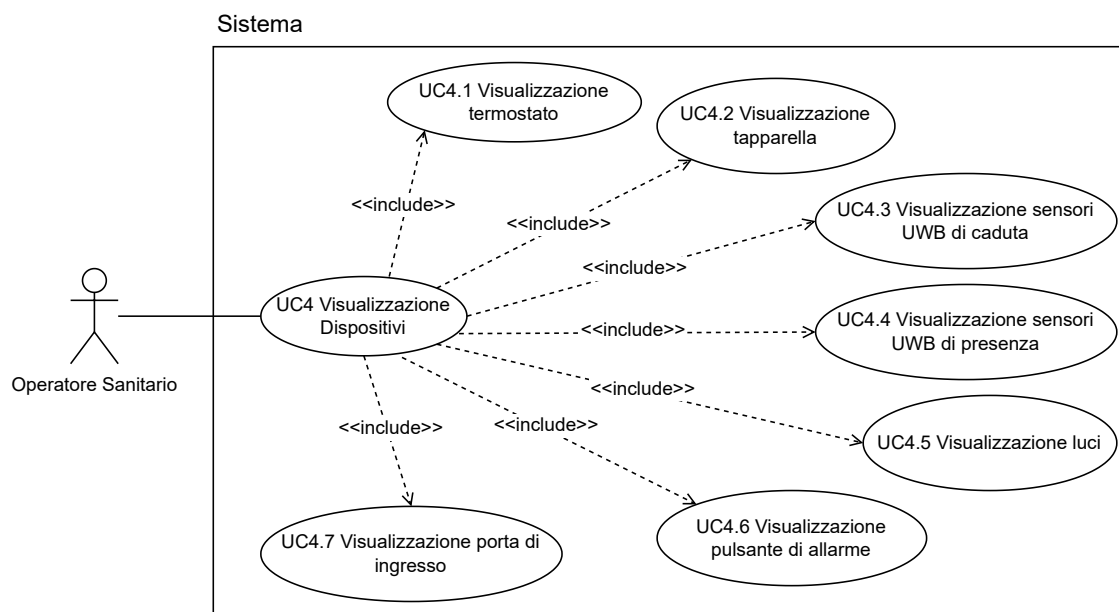 Sistema
UC4.1 Visualizzazione
termostato
UC4.2 Visualizzazione
tapparella
<<include>>
<<include>>
UC4.3 Visualizzazione sensori
UWB di caduta
<<include>>
UC4 Visualizzazione
Dispositivi
<<include>>
UC4.4 Visualizzazione sensori
UWB di presenza
Operatore Sanitario
<<include>>
<<include>>
<<include>>
UC4.5 Visualizzazione luci
UC4.6 Visualizzazione
pulsante di allarme
UC4.7 Visualizzazione porta di
ingresso